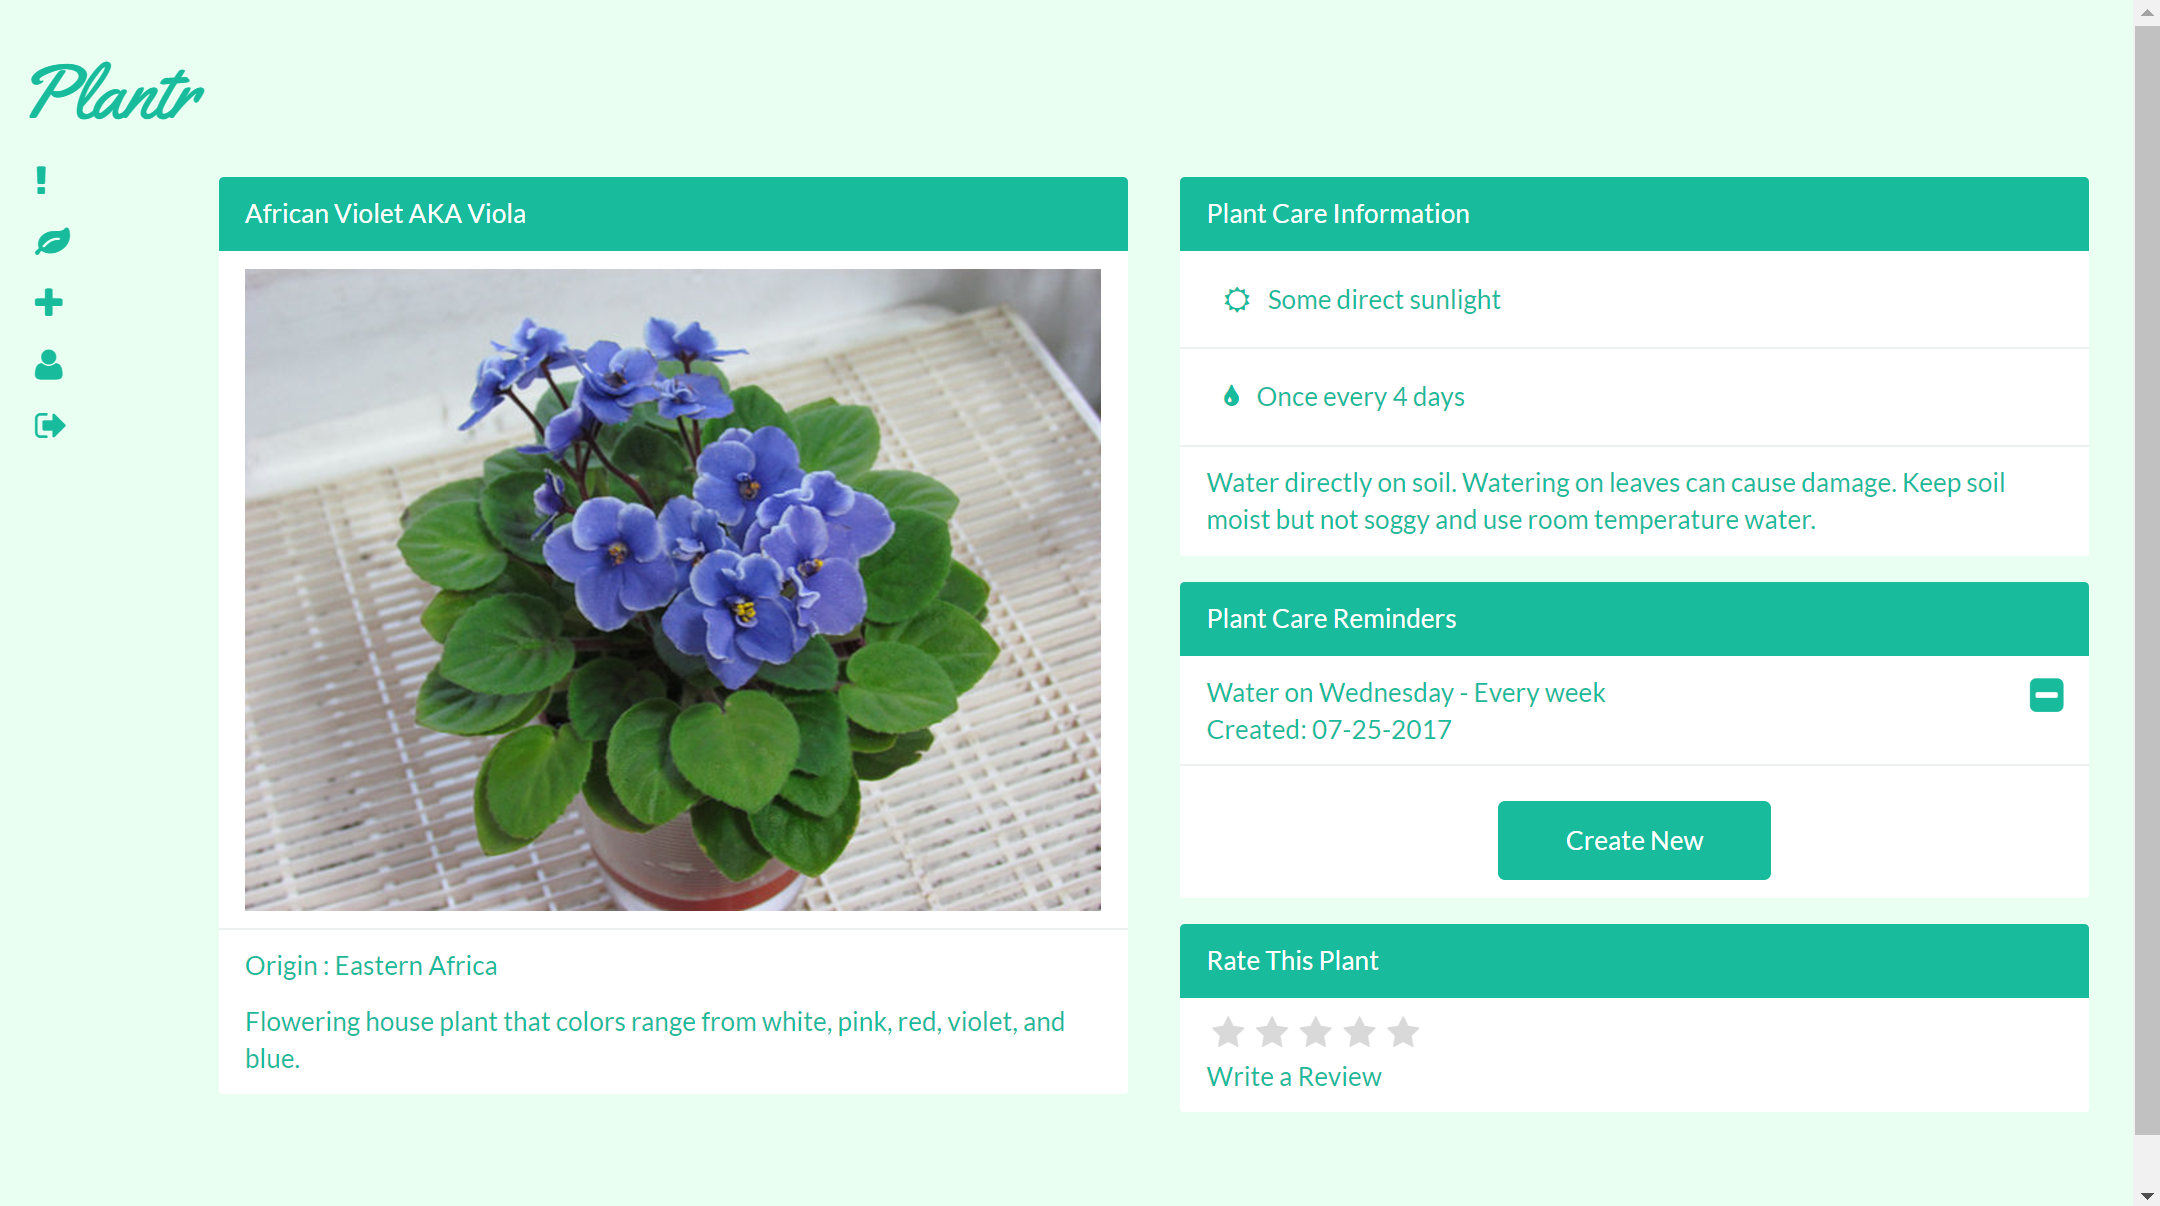 Plantr
African Violet AKA Viola
Origin : Eastern Africa
Flowering house plant that colors range from white, pink, red, violet, and
blue.
Plant Care Information
Some direct sunlight
Once every 4 days
Water directly on soil. Watering on leaves can cause damage. Keep soil
moist but not soggy and use room temperature water.
Plant Care Reminders
Water on Wednesday - Every week
Created: 07-25-2017
Create New
Rate This Plant
Write a Review